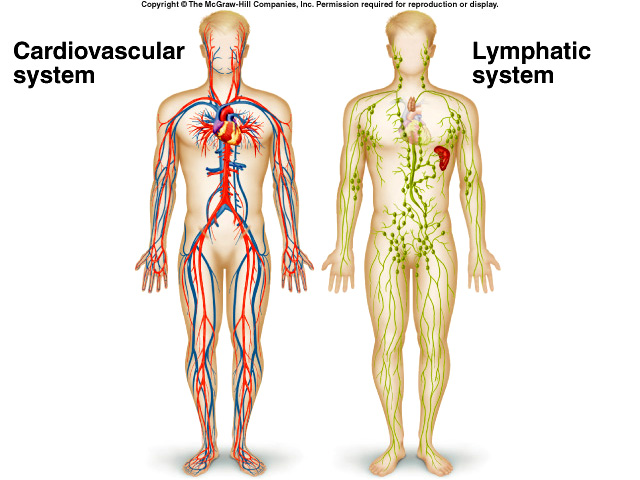 Copyright © The McGraw-Hill Companies, Inc. Permission required for reproduction or display.
Cardiovascular
system
Lymphatic
system